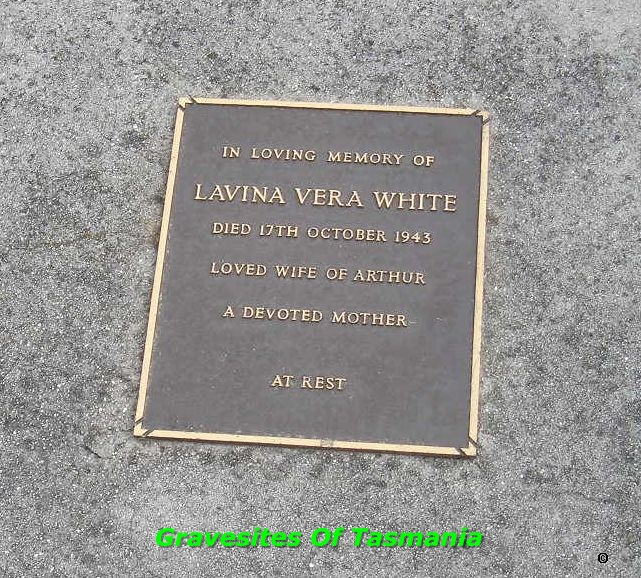 IN LOVING MEMORY OF
LAVINA VERA WHITE
DIED 17TH OCTOBER 1943
LOVED WIFE OF ARTHUR
A DEVOTED MOTHER
AT REST
Gravesites Of Tasmania